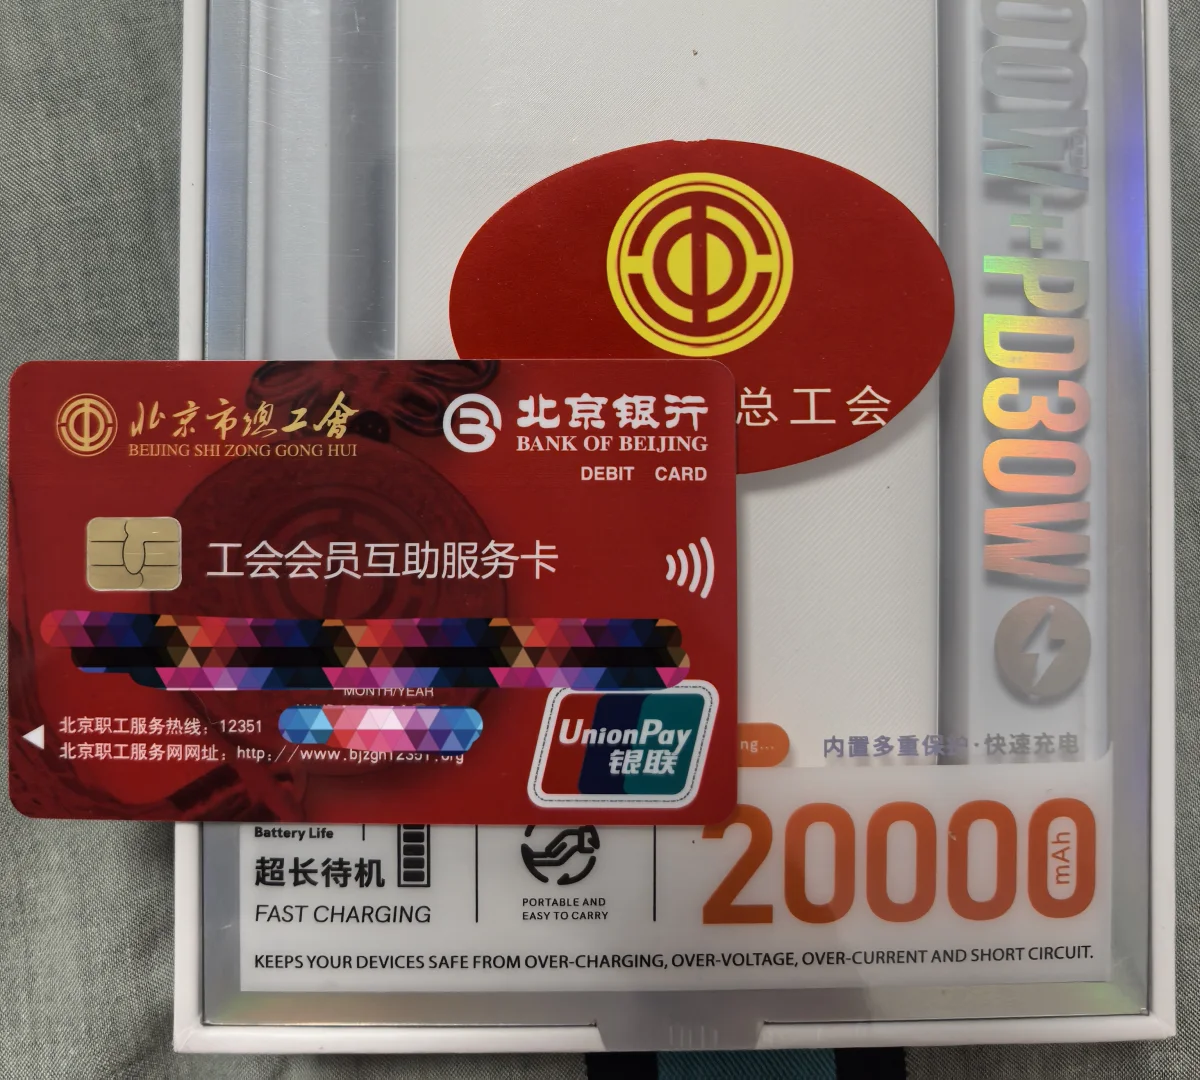 00W+PD30W
总工会
北京市總工會
BEIJING SHI ZONG GONG HUI
北京银行
BANK OF BEIJING
DEBIT CARD
工会会员互助服务卡
MONTH/YEAR
北京职工服务热线：12351
北京职工服务网网址：http://www.bjzgh12351.org
UnionPay
银联
ng...
内置多重保护·快速充电
Battery Life
超长待机
FAST CHARGING
PORTABLE AND
EASY TO CARRY
20000
mAh
KEEPS YOUR DEVICES SAFE FROM OVER-CHARGING, OVER-VOLTAGE, OVER-CURRENT AND SHORT CIRCUIT.